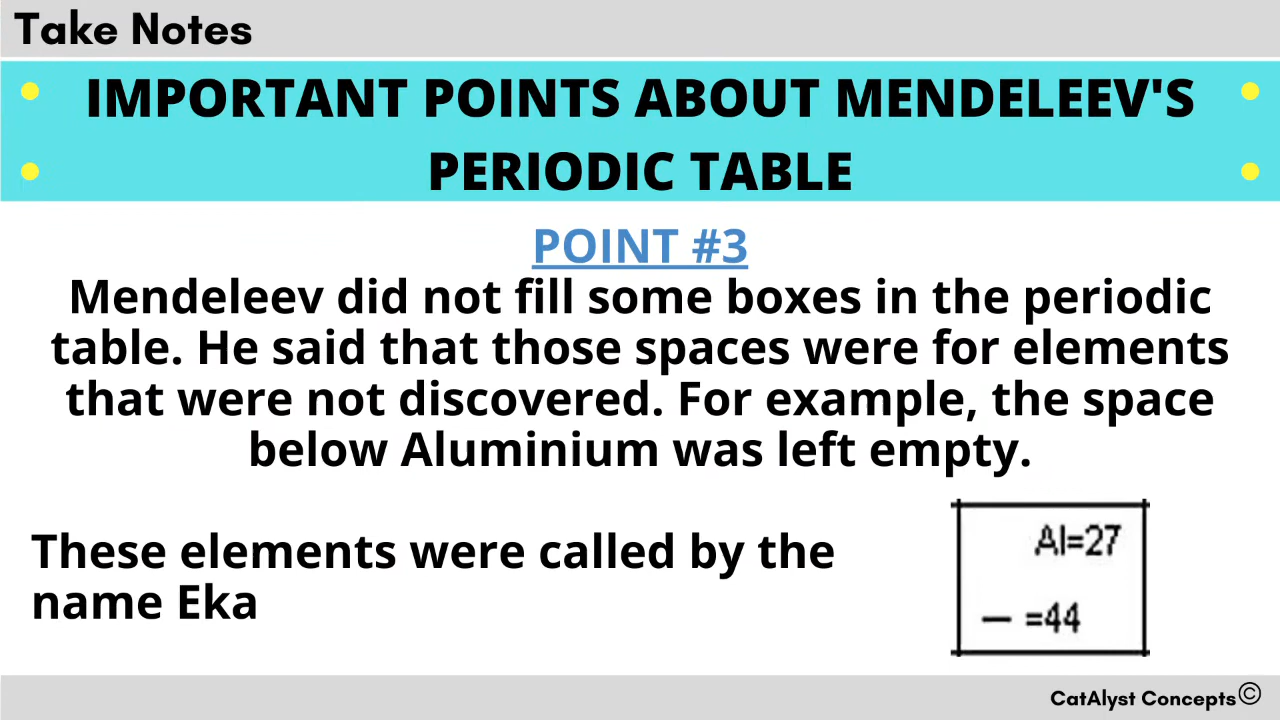 Take Notes
IMPORTANT POINTS ABOUT MENDELEEV'S
PERIODIC TABLE
POINT #3
Mendeleev did not fill some boxes in the periodic
table. He said that those spaces were for elements
that were not discovered. For example, the space
below Aluminium was left empty.
These elements were called by the
name Eka
Al=27
— =44
CatAlyst Concepts©